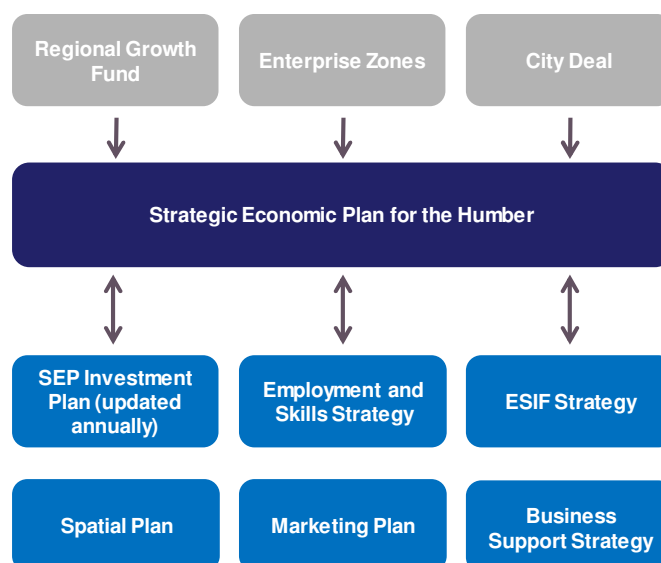 Regional Growth
Fund
Enterprise Zones
City Deal
Strategic Economic Plan for the Humber
SEP Investment
Plan (updated
annually)
Employment and
Skills Strategy
ESIF Strategy
Spatial Plan
Marketing Plan
Business
Support Strategy